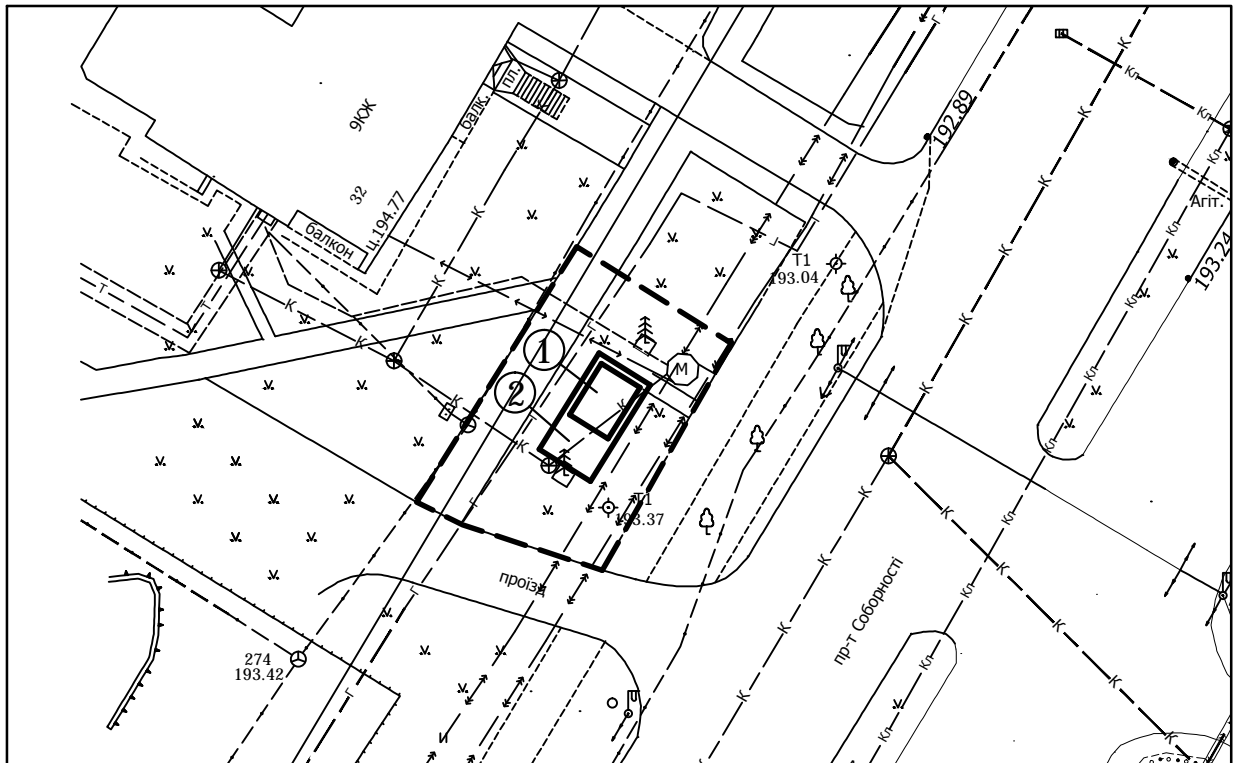 пл.
балк.
9КЖ
32
ц.194.77
балкон
192.89
Агіт.
193.24
Т1
193.04
К
Кл
Г
Т
1
2
М
Т1
193.37
проїзд
пр-т Соборності
274
193.42